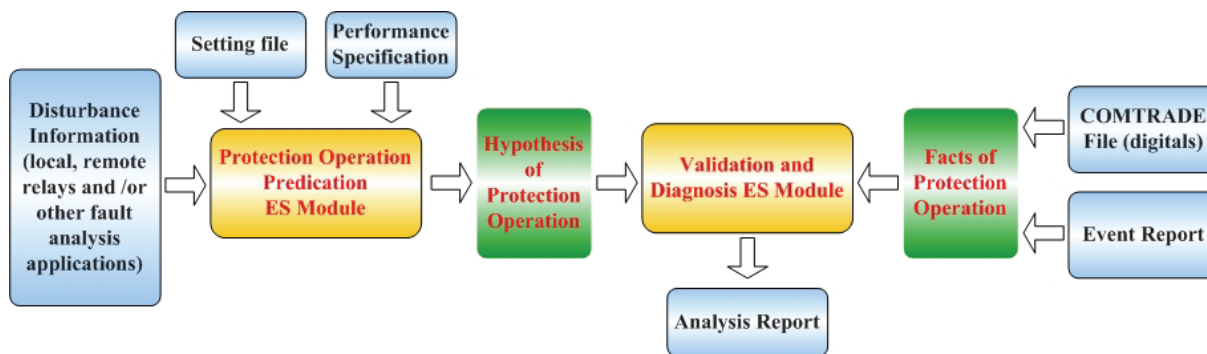 Setting file
Performance
Specification
Disturbance
Information
(local, remote
relays and /or
other fault
analysis
applications)
Protection Operation
Predication
ES Module
Hypothesis
of
Protection
Operation
Validation and
Diagnosis ES Module
Facts of
Protection
Operation
COMTRADE
File (digitals)
Event Report
Analysis Report